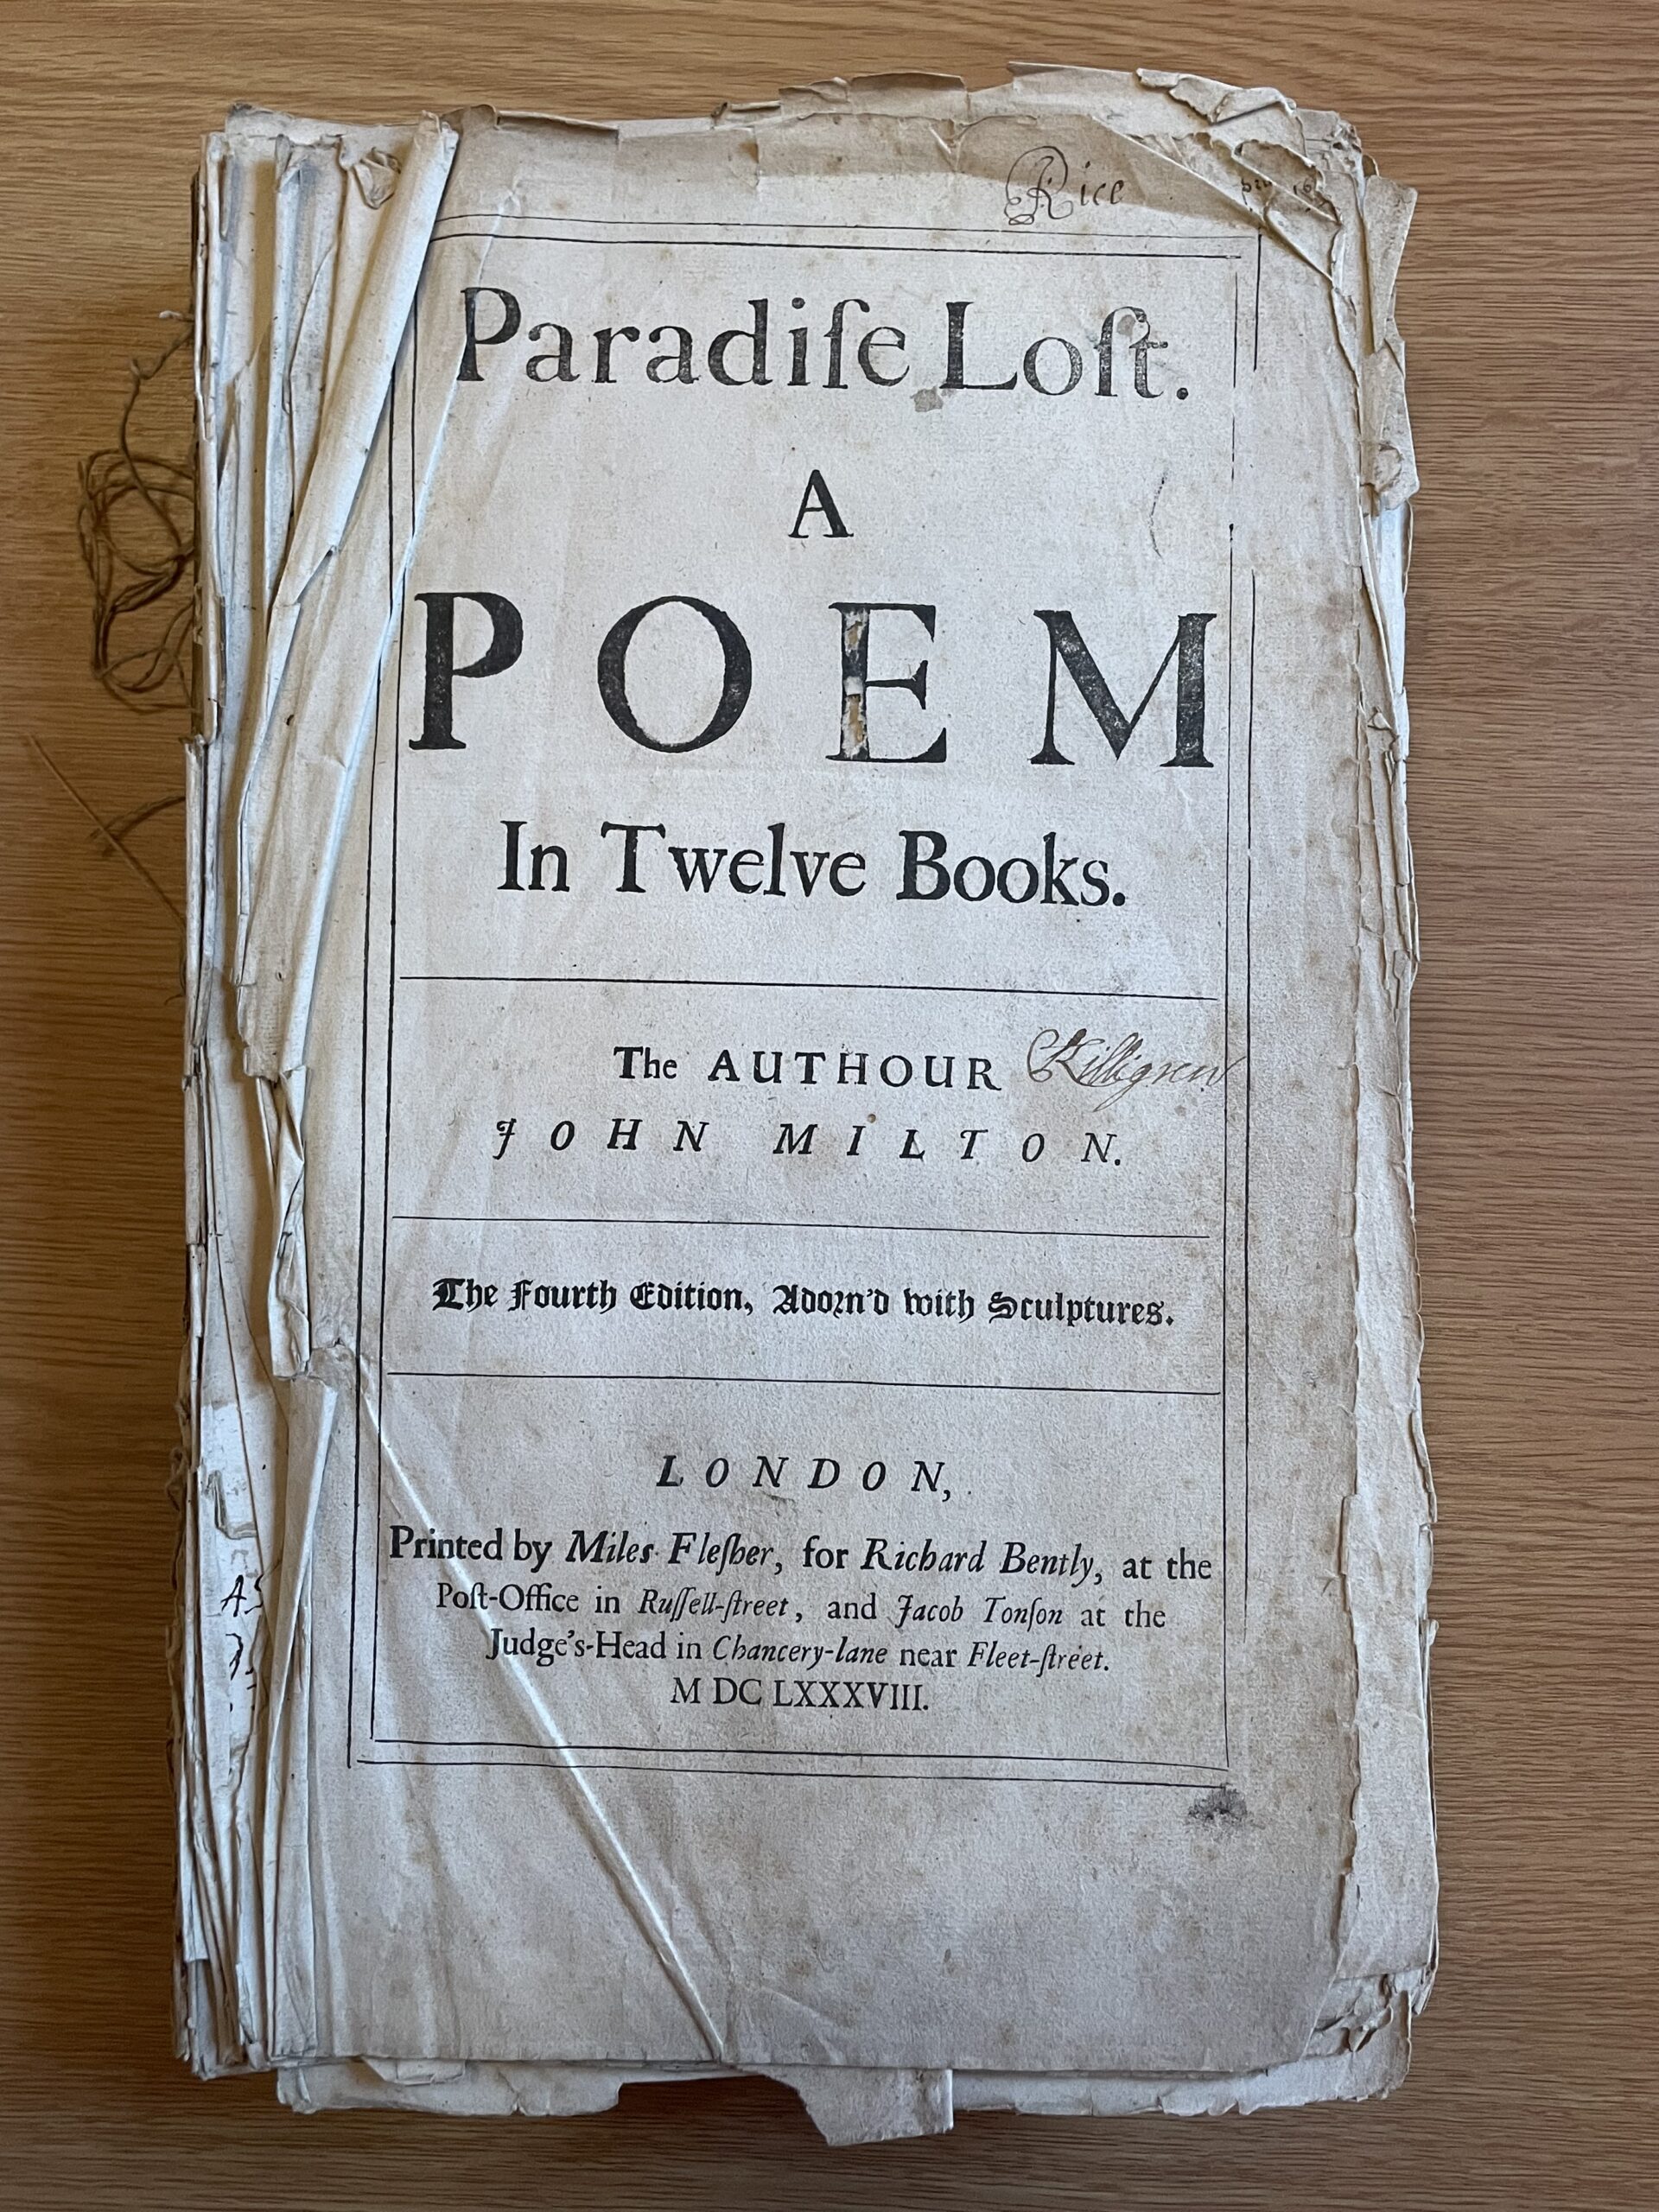 Rice
Paradiſe Loſt.
A
POEM
In Twelve Books.
The AUTHOUR Killigrew
JOHN MILTON.
The Fourth Edition, Adorn'd with Sculptures.
LONDON,
Printed by Miles Fleſher, for Richard Bently, at the
Poſt-Office in Ruſſell-ſtreet, and Jacob Tonſon at the
Judge's-Head in Chancery-lane near Fleet-ſtreet.
M DC LXXXVIII.